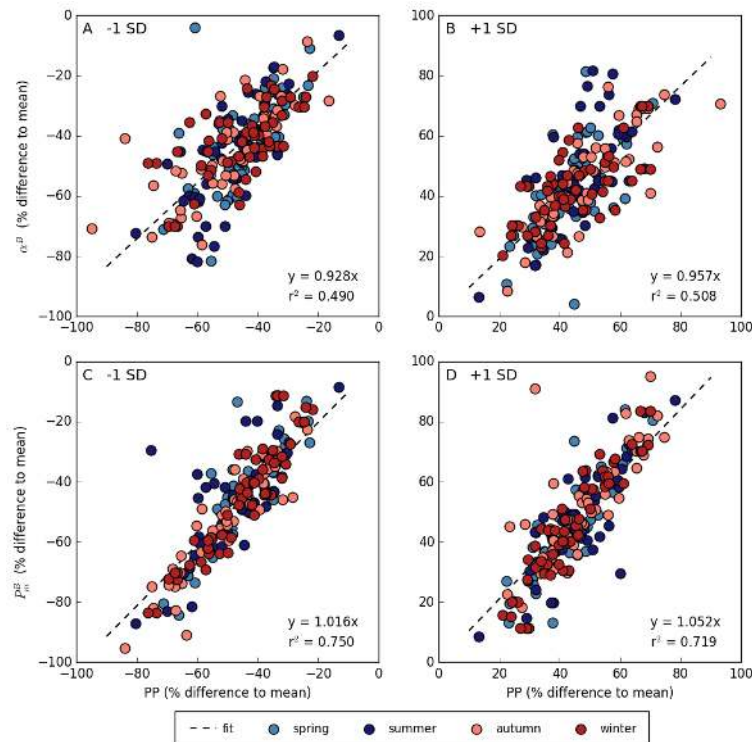 A -1 SD
B +1 SD
0
−20
−40
−60
−80
−100
α^B (% difference to mean)
y = 0.928x
r² = 0.490
−100 −80 −60 −40 −20 0
100
80
60
40
20
0
y = 0.957x
r² = 0.508
20 40 60 80 100
C -1 SD
D +1 SD
0
−20
−40
−60
−80
−100
P_m^B (% difference to mean)
y = 1.016x
r² = 0.750
−100 −80 −60 −40 −20 0
PP (% difference to mean)
100
80
60
40
20
0
y = 1.052x
r² = 0.719
0 20 40 60 80 100
PP (% difference to mean)
fit spring summer autumn winter